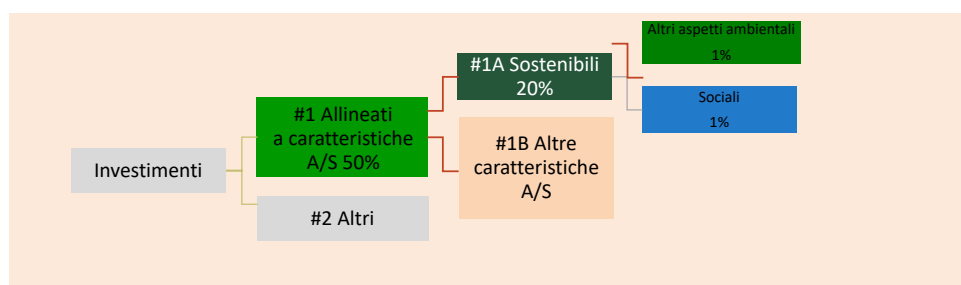 Investimenti
#1 Allineati
a caratteristiche
A/S 50%
#2 Altri
#1A Sostenibili
20%
#1B Altre
caratteristiche
A/S
Altri aspetti ambientali
1%
Sociali
1%